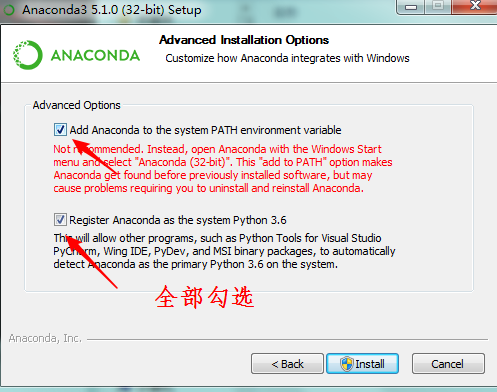 Anaconda3 5.1.0 (32-bit) Setup
Advanced Installation Options
Customize how Anaconda integrates with Windows
ANACONDA
Advanced Options
Add Anaconda to the system PATH environment variable
Not recommended. Instead, open Anaconda with the Windows Start
menu and select "Anaconda (32-bit)". This "add to PATH" option makes
Anaconda get found before previously installed software, but may
cause problems requiring you to uninstall and reinstall Anaconda.
Register Anaconda as the system Python 3.6
This will allow other programs, such as Python Tools for Visual Studio
PyCharm, Wing IDE, PyDev, and MSI binary packages, to automatically
detect Anaconda as the primary Python 3.6 on the system.
全部勾选
Anaconda, Inc.
< Back
Install
Cancel